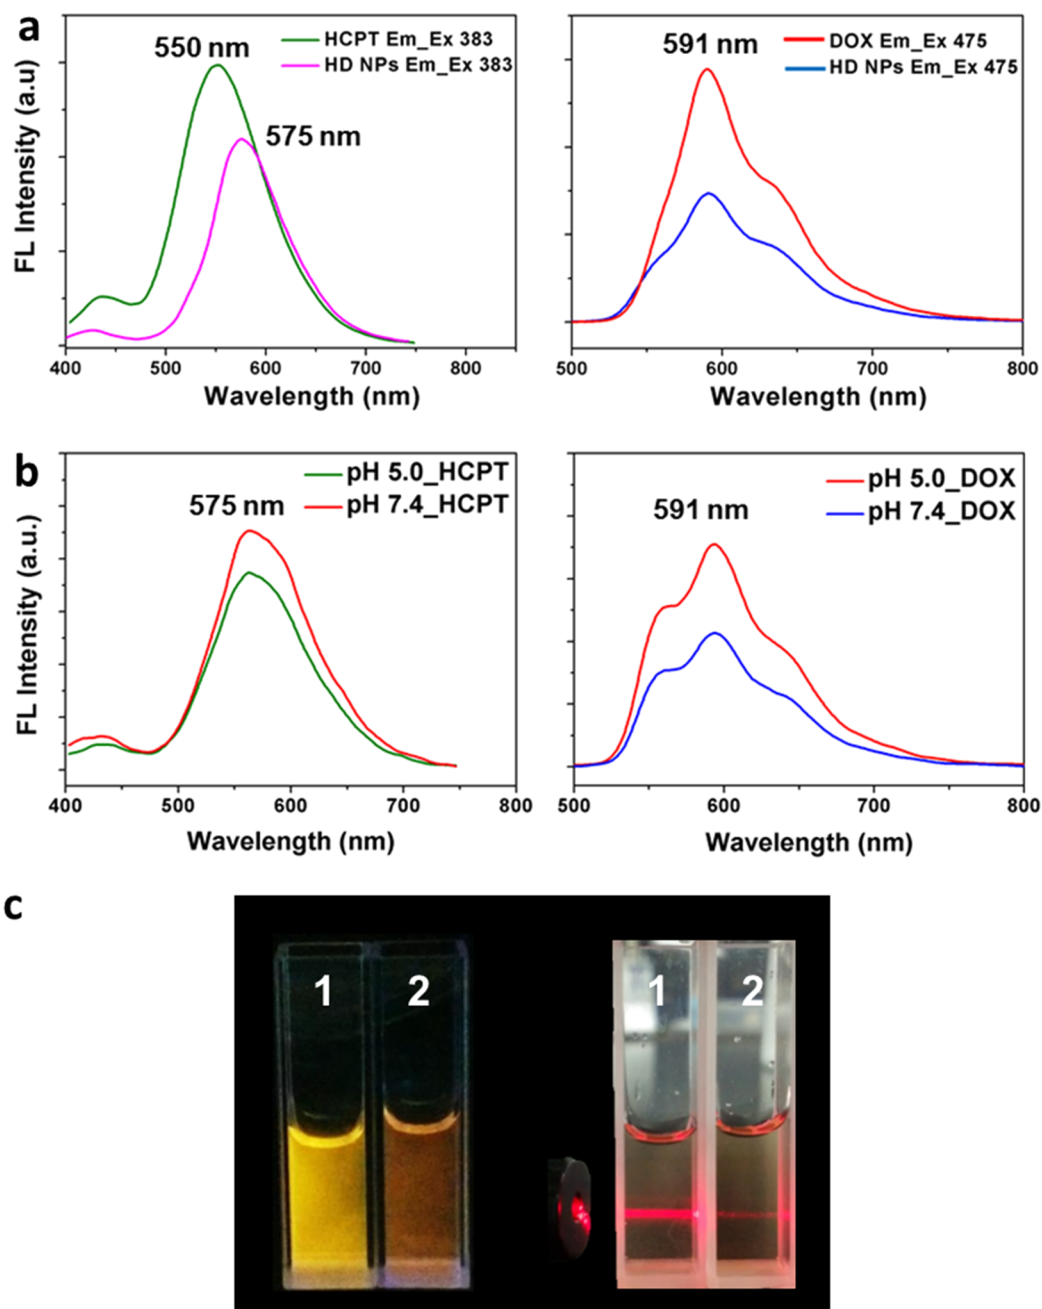 a
550 nm
HCPT Em_Ex 383
HD NPs Em_Ex 383
575 nm
FL Intensity (a.u)
400 500 600 700 800
Wavelength (nm)
591 nm
DOX Em_Ex 475
HD NPs Em_Ex 475
500 600 700 800
Wavelength (nm)
b
575 nm
pH 5.0_HCPT
pH 7.4_HCPT
FL Intensity (a.u.)
400 500 600 700 800
Wavelength (nm)
591 nm
pH 5.0_DOX
pH 7.4_DOX
500 600 700 800
Wavelength (nm)
c
1 2
1 2